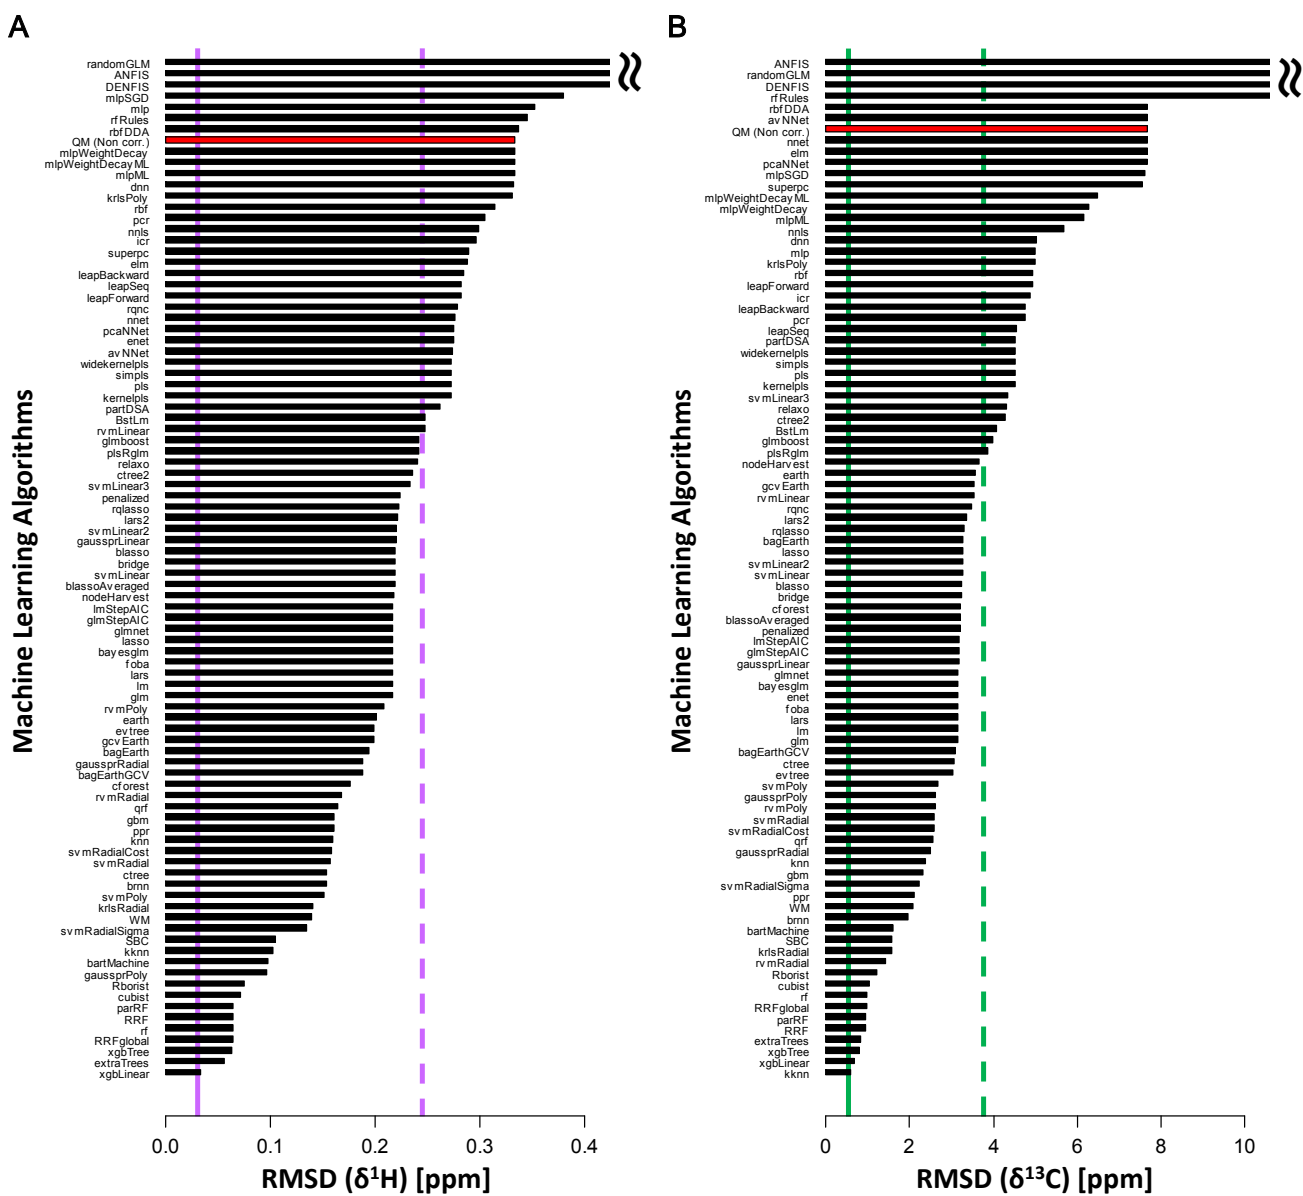 A
randomGLM
ANFIS
DENFIS
mlpSGD
mlp
rfRules
rbfDDA
QM (Non corr.)
mlpWeightDecay
mlpWeightDecayML
mlpML
dnn
krlsPoly
rbf
pcr
nnls
icr
superpc
elm
leapBackward
leapSeq
leapForward
rqnc
nnet
pcaNNet
enet
avNNet
widekernelpls
simpls
pls
kernelpls
partDSA
BstLm
rvmLinear
glmboost
plsRglm
relaxo
ctree2
svmLinear3
penalized
rqlasso
lars2
svmLinear2
gaussprLinear
blasso
bridge
svmLinear
blassoAveraged
nodeHarvest
lmStepAIC
glmStepAIC
glmnet
lasso
bayesglm
foba
lars
lm
glm
rvmPoly
earth
evtree
gcvEarth
bagEarth
gaussprRadial
bagEarthGCV
cforest
rvmRadial
qrf
gbm
ppr
knn
svmRadialCost
svmRadial
ctree
brnn
svmPoly
krlsRadial
WM
svmRadialSigma
SBC
kknn
bartMachine
gaussprPoly
Rborist
cubist
parRF
RRF
rf
RRFglobal
xgbTree
extraTrees
xgbLinear
Machine Learning Algorithms
0.0 0.1 0.2 0.3 0.4
RMSD (δ¹H) [ppm]
B
ANFIS
randomGLM
DENFIS
rfRules
rbfDDA
avNNet
QM (Non corr.)
nnet
elm
pcaNNet
mlpSGD
superpc
mlpWeightDecayML
mlpWeightDecay
mlpML
nnls
dnn
mlp
krlsPoly
rbf
leapForward
icr
leapBackward
pcr
leapSeq
partDSA
widekernelpls
simpls
pls
kernelpls
svmLinear3
relaxo
ctree2
BstLm
glmboost
plsRglm
nodeHarvest
earth
gcvEarth
rvmLinear
rqnc
lars2
rqlasso
bagEarth
lasso
svmLinear2
svmLinear
blasso
bridge
cforest
blassoAveraged
penalized
lmStepAIC
glmStepAIC
gaussprLinear
glmnet
bayesglm
enet
foba
lars
lm
glm
bagEarthGCV
ctree
evtree
svmPoly
gaussprPoly
rvmPoly
svmRadial
svmRadialCost
qrf
gaussprRadial
knn
gbm
svmRadialSigma
ppr
WM
brnn
bartMachine
SBC
krlsRadial
rvmRadial
Rborist
cubist
rf
RRFglobal
parRF
RRF
extraTrees
xgbTree
xgbLinear
kknn
Machine Learning Algorithms
0 2 4 6 8 10
RMSD (δ¹³C) [ppm]